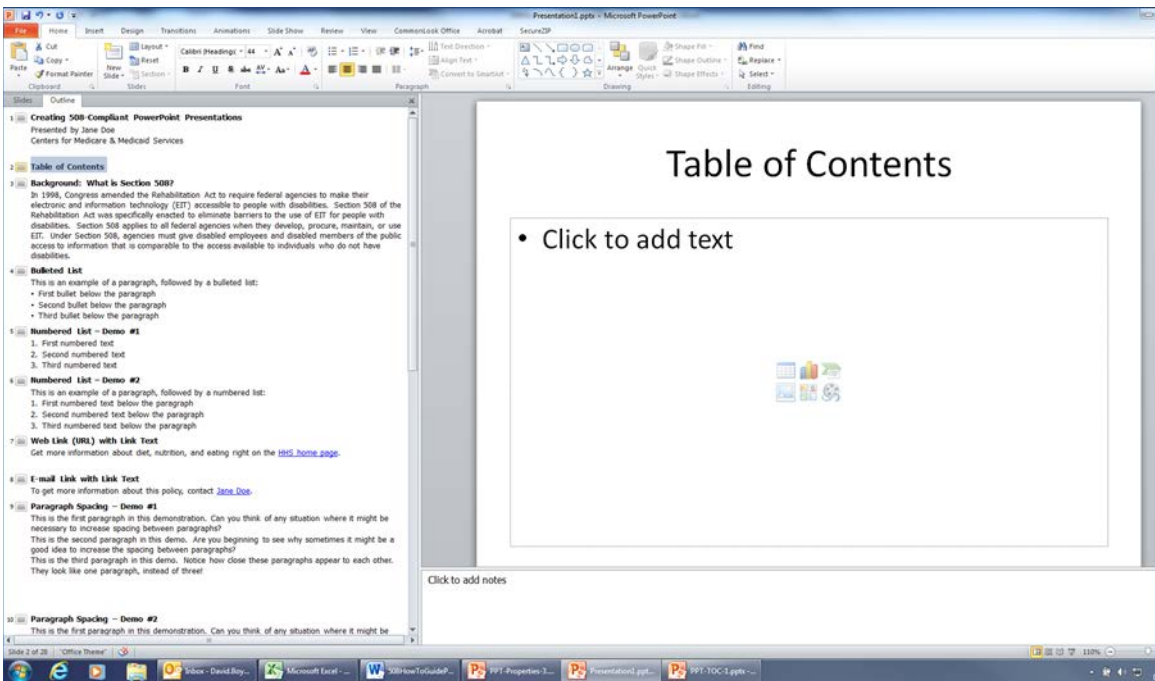 Presentation1.pptx - Microsoft PowerPoint
File Home Insert Design Transitions Animations Slide Show Review View CommonLook Office Acrobat SecureZIP
Paste
Cut
Copy
Format Painter
Clipboard
New Slide
Layout
Reset
Section
Slides
Calibri (Headings) 44
B I U S abc AV Aa A
Font
Text Direction
Align Text
Convert to SmartArt
Paragraph
Arrange
Quick Styles
Shape Fill
Shape Outline
Shape Effects
Drawing
Find
Replace
Select
Editing
Slides Outline
1 Creating 508-Compliant PowerPoint Presentations
Presented by Jane Doe
Centers for Medicare & Medicaid Services
2 Table of Contents
3 Background: What is Section 508?
In 1998, Congress amended the Rehabilitation Act to require federal agencies to make their
electronic and information technology (EIT) accessible to people with disabilities. Section 508 of the
Rehabilitation Act was specifically enacted to eliminate barriers to the use of EIT for people with
disabilities. Section 508 applies to all federal agencies when they develop, procure, maintain, or use
EIT. Under Section 508, agencies must give disabled employees and disabled members of the public
access to information that is comparable to the access available to individuals who do not have
disabilities.
4 Bulleted List
This is an example of a paragraph, followed by a bulleted list:
• First bullet below the paragraph
• Second bullet below the paragraph
• Third bullet below the paragraph
5 Numbered List – Demo #1
1. First numbered text
2. Second numbered text
3. Third numbered text
6 Numbered List – Demo #2
This is an example of a paragraph, followed by a numbered list:
1. First numbered text below the paragraph
2. Second numbered text below the paragraph
3. Third numbered text below the paragraph
7 Web Link (URL) with Link Text
Get more information about diet, nutrition, and eating right on the HHS home page.
8 E-mail Link with Link Text
To get more information about this policy, contact Jane Doe.
9 Paragraph Spacing – Demo #1
This is the first paragraph in this demonstration. Can you think of any situation where it might be
necessary to increase spacing between paragraphs?
This is the second paragraph in this demo. Are you beginning to see why sometimes it might be a
good idea to increase the spacing between paragraphs?
This is the third paragraph in this demo. Notice how close these paragraphs appear to each other.
They look like one paragraph, instead of three!
10 Paragraph Spacing – Demo #2
This is the first paragraph in this demonstration. Can you think of any situation where it might be
Table of Contents
• Click to add text
Click to add notes
Slide 2 of 28 "Office Theme" 110%
Inbox - David.Boy... Microsoft Excel - ... 508HowToGuideP... PPT-Properties-3... Presentation1.ppt... PPT-TOC-1.pptx -...